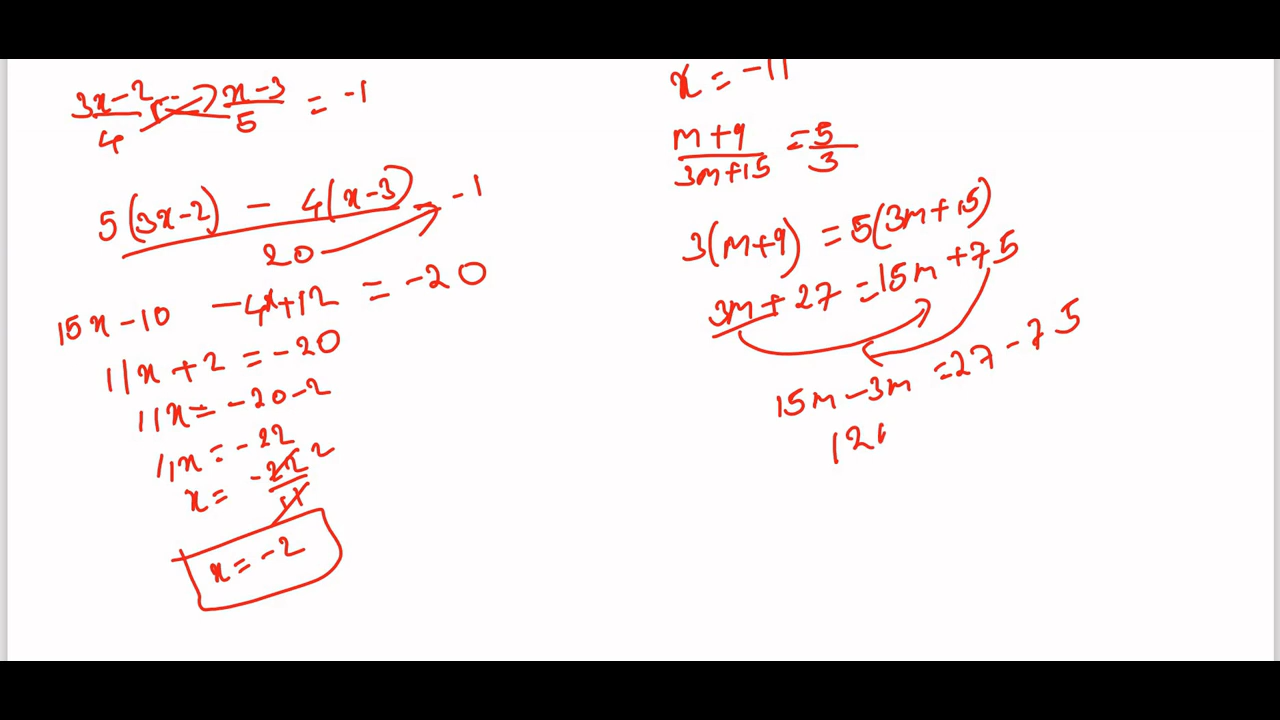 3x-2/4 - x-3/5 = -1
5(3x-2) - 4(x-3)/20 = -1
15x-10 -4x+12 = -20
11x+2 = -20
11x = -20-2
11x = -22
x = -22/11 2
x = -2
x = -11
m+9/3m+15 = 5/3
3(m+9) = 5(3m+15)
3m+27 = 15m+75
15m-3m = 27-75
12